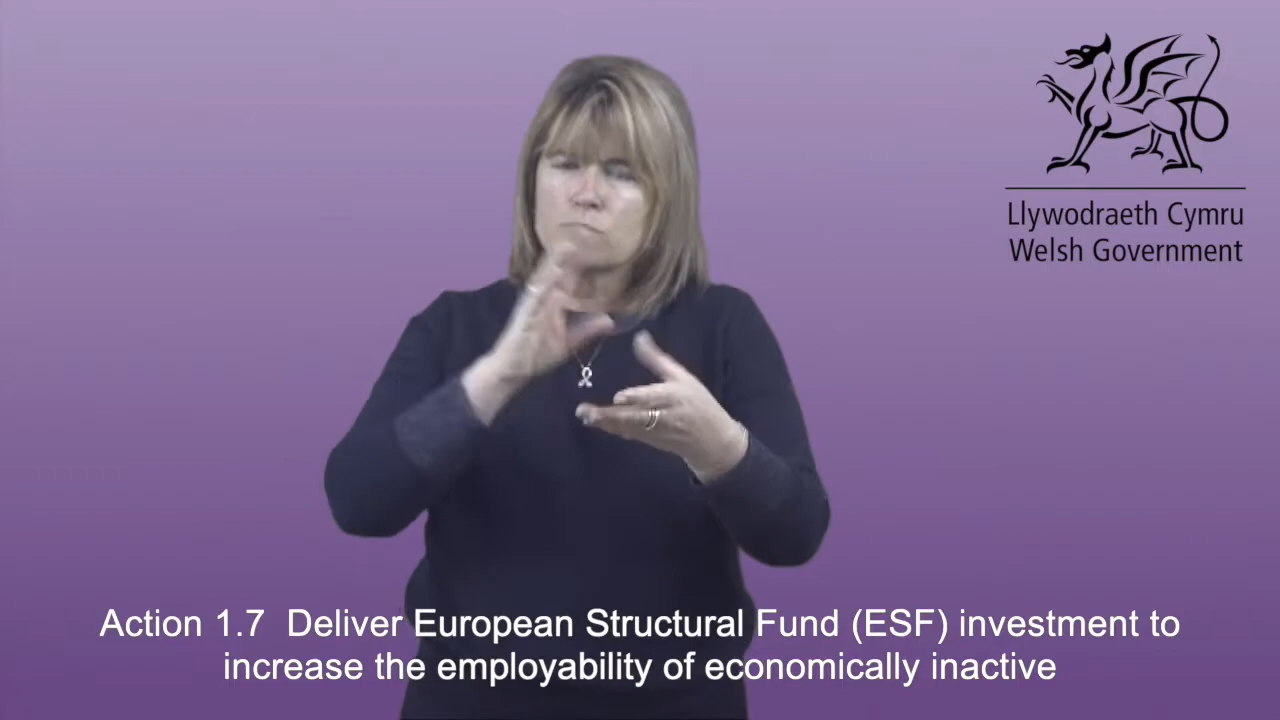 Llywodraeth Cymru
Welsh Government
Action 1.7  Deliver European Structural Fund (ESF) investment to
increase the employability of economically inactive